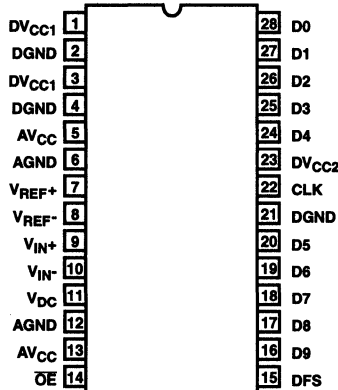 DVCC1 1 28 D0
DGND 2 27 D1
DVCC1 3 26 D2
DGND 4 25 D3
AVCC 5 24 D4
AGND 6 23 DVCC2
VREF+ 7 22 CLK
VREF- 8 21 DGND
VIN+ 9 20 D5
VIN- 10 19 D6
VDC 11 18 D7
AGND 12 17 D8
AVCC 13 16 D9
O̅E̅ 14 15 DFS